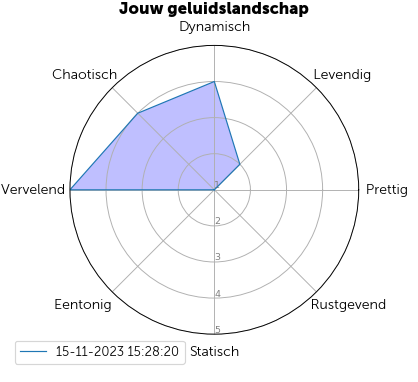 Jouw geluidslandschap
Dynamisch
Chaotisch
Levendig
Vervelend
1
Prettig
2
3
Eentonig
4
Rustgevend
5
15-11-2023 15:28:20
Statisch